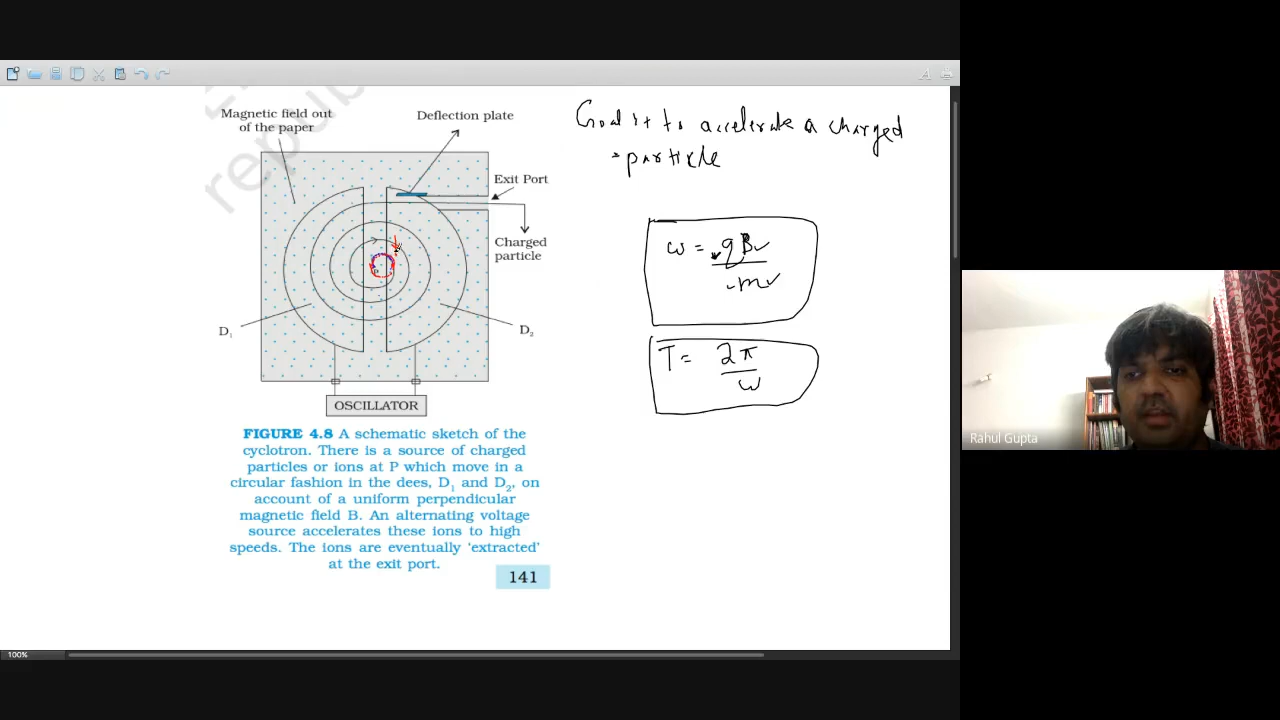 republ
Magnetic field out
of the paper
Deflection plate
Exit Port
Charged
particle
P
D1
D2
OSCILLATOR
FIGURE 4.8 A schematic sketch of the
cyclotron. There is a source of charged
particles or ions at P which move in a
circular fashion in the dees, D1 and D2, on
account of a uniform perpendicular
magnetic field B. An alternating voltage
source accelerates these ions to high
speeds. The ions are eventually 'extracted'
at the exit port.
141
Goal is to accelerate a charged
particle
ω = qB
m
T = 2π
ω
Rahul Gupta
100%